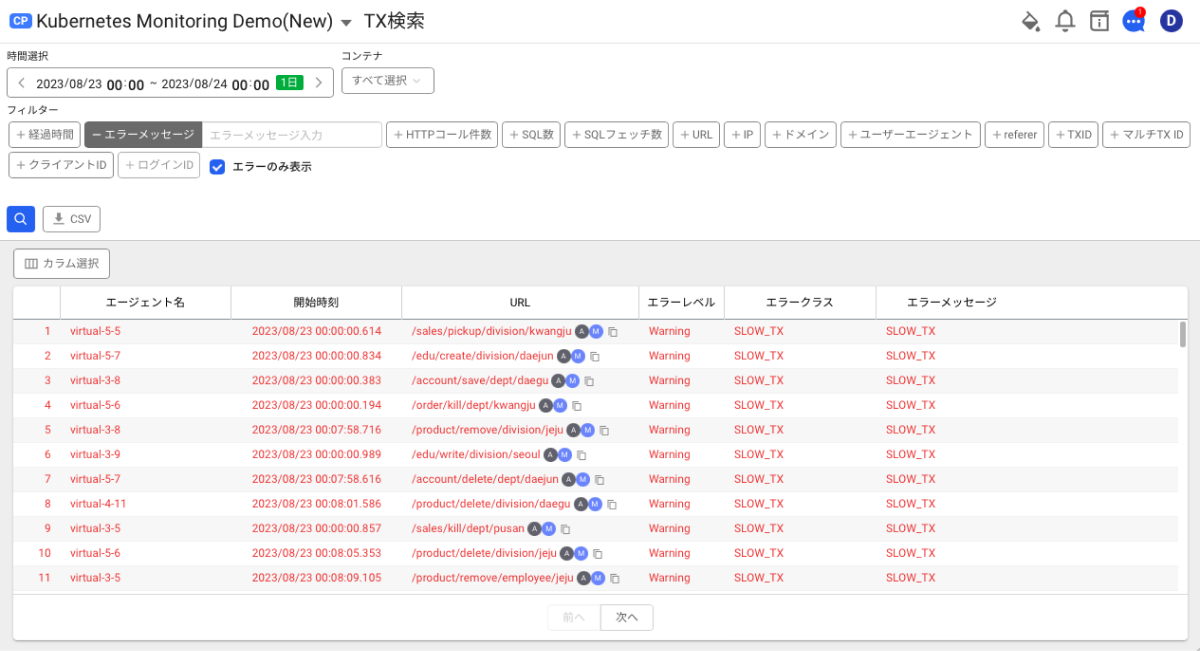 CP Kubernetes Monitoring Demo(New) TX検索 1 D
時間選択 コンテナ
2023/08/23 00:00 ~ 2023/08/24 00:00 1日 すべて選択
フィルター
+ 経過時間 − エラーメッセージ エラーメッセージ入力 + HTTPコール件数 + SQL数 + SQLフェッチ数 + URL + IP + ドメイン + ユーザーエージェント + referer + TXID + マルチTX ID
+ クライアントID + ログインID エラーのみ表示
CSV
カラム選択
エージェント名 開始時刻 URL エラーレベル エラークラス エラーメッセージ
1 virtual-5-5 2023/08/23 00:00:00.614 /sales/pickup/division/kwangju A M Warning SLOW_TX SLOW_TX
2 virtual-5-7 2023/08/23 00:00:00.834 /edu/create/division/daejun A M Warning SLOW_TX SLOW_TX
3 virtual-3-8 2023/08/23 00:00:00.383 /account/save/dept/daegu A M Warning SLOW_TX SLOW_TX
4 virtual-5-6 2023/08/23 00:00:00.194 /order/kill/dept/kwangju A M Warning SLOW_TX SLOW_TX
5 virtual-3-8 2023/08/23 00:07:58.716 /product/remove/division/jeju A M Warning SLOW_TX SLOW_TX
6 virtual-3-9 2023/08/23 00:00:00.989 /edu/write/division/seoul A M Warning SLOW_TX SLOW_TX
7 virtual-5-7 2023/08/23 00:07:58.616 /account/delete/dept/daejun A M Warning SLOW_TX SLOW_TX
8 virtual-4-11 2023/08/23 00:08:01.586 /product/delete/division/daegu A M Warning SLOW_TX SLOW_TX
9 virtual-3-5 2023/08/23 00:00:00.857 /sales/kill/dept/pusan A M Warning SLOW_TX SLOW_TX
10 virtual-5-6 2023/08/23 00:08:05.353 /product/delete/division/jeju A M Warning SLOW_TX SLOW_TX
11 virtual-3-5 2023/08/23 00:08:09.105 /product/remove/employee/jeju A M Warning SLOW_TX SLOW_TX
前へ 次へ